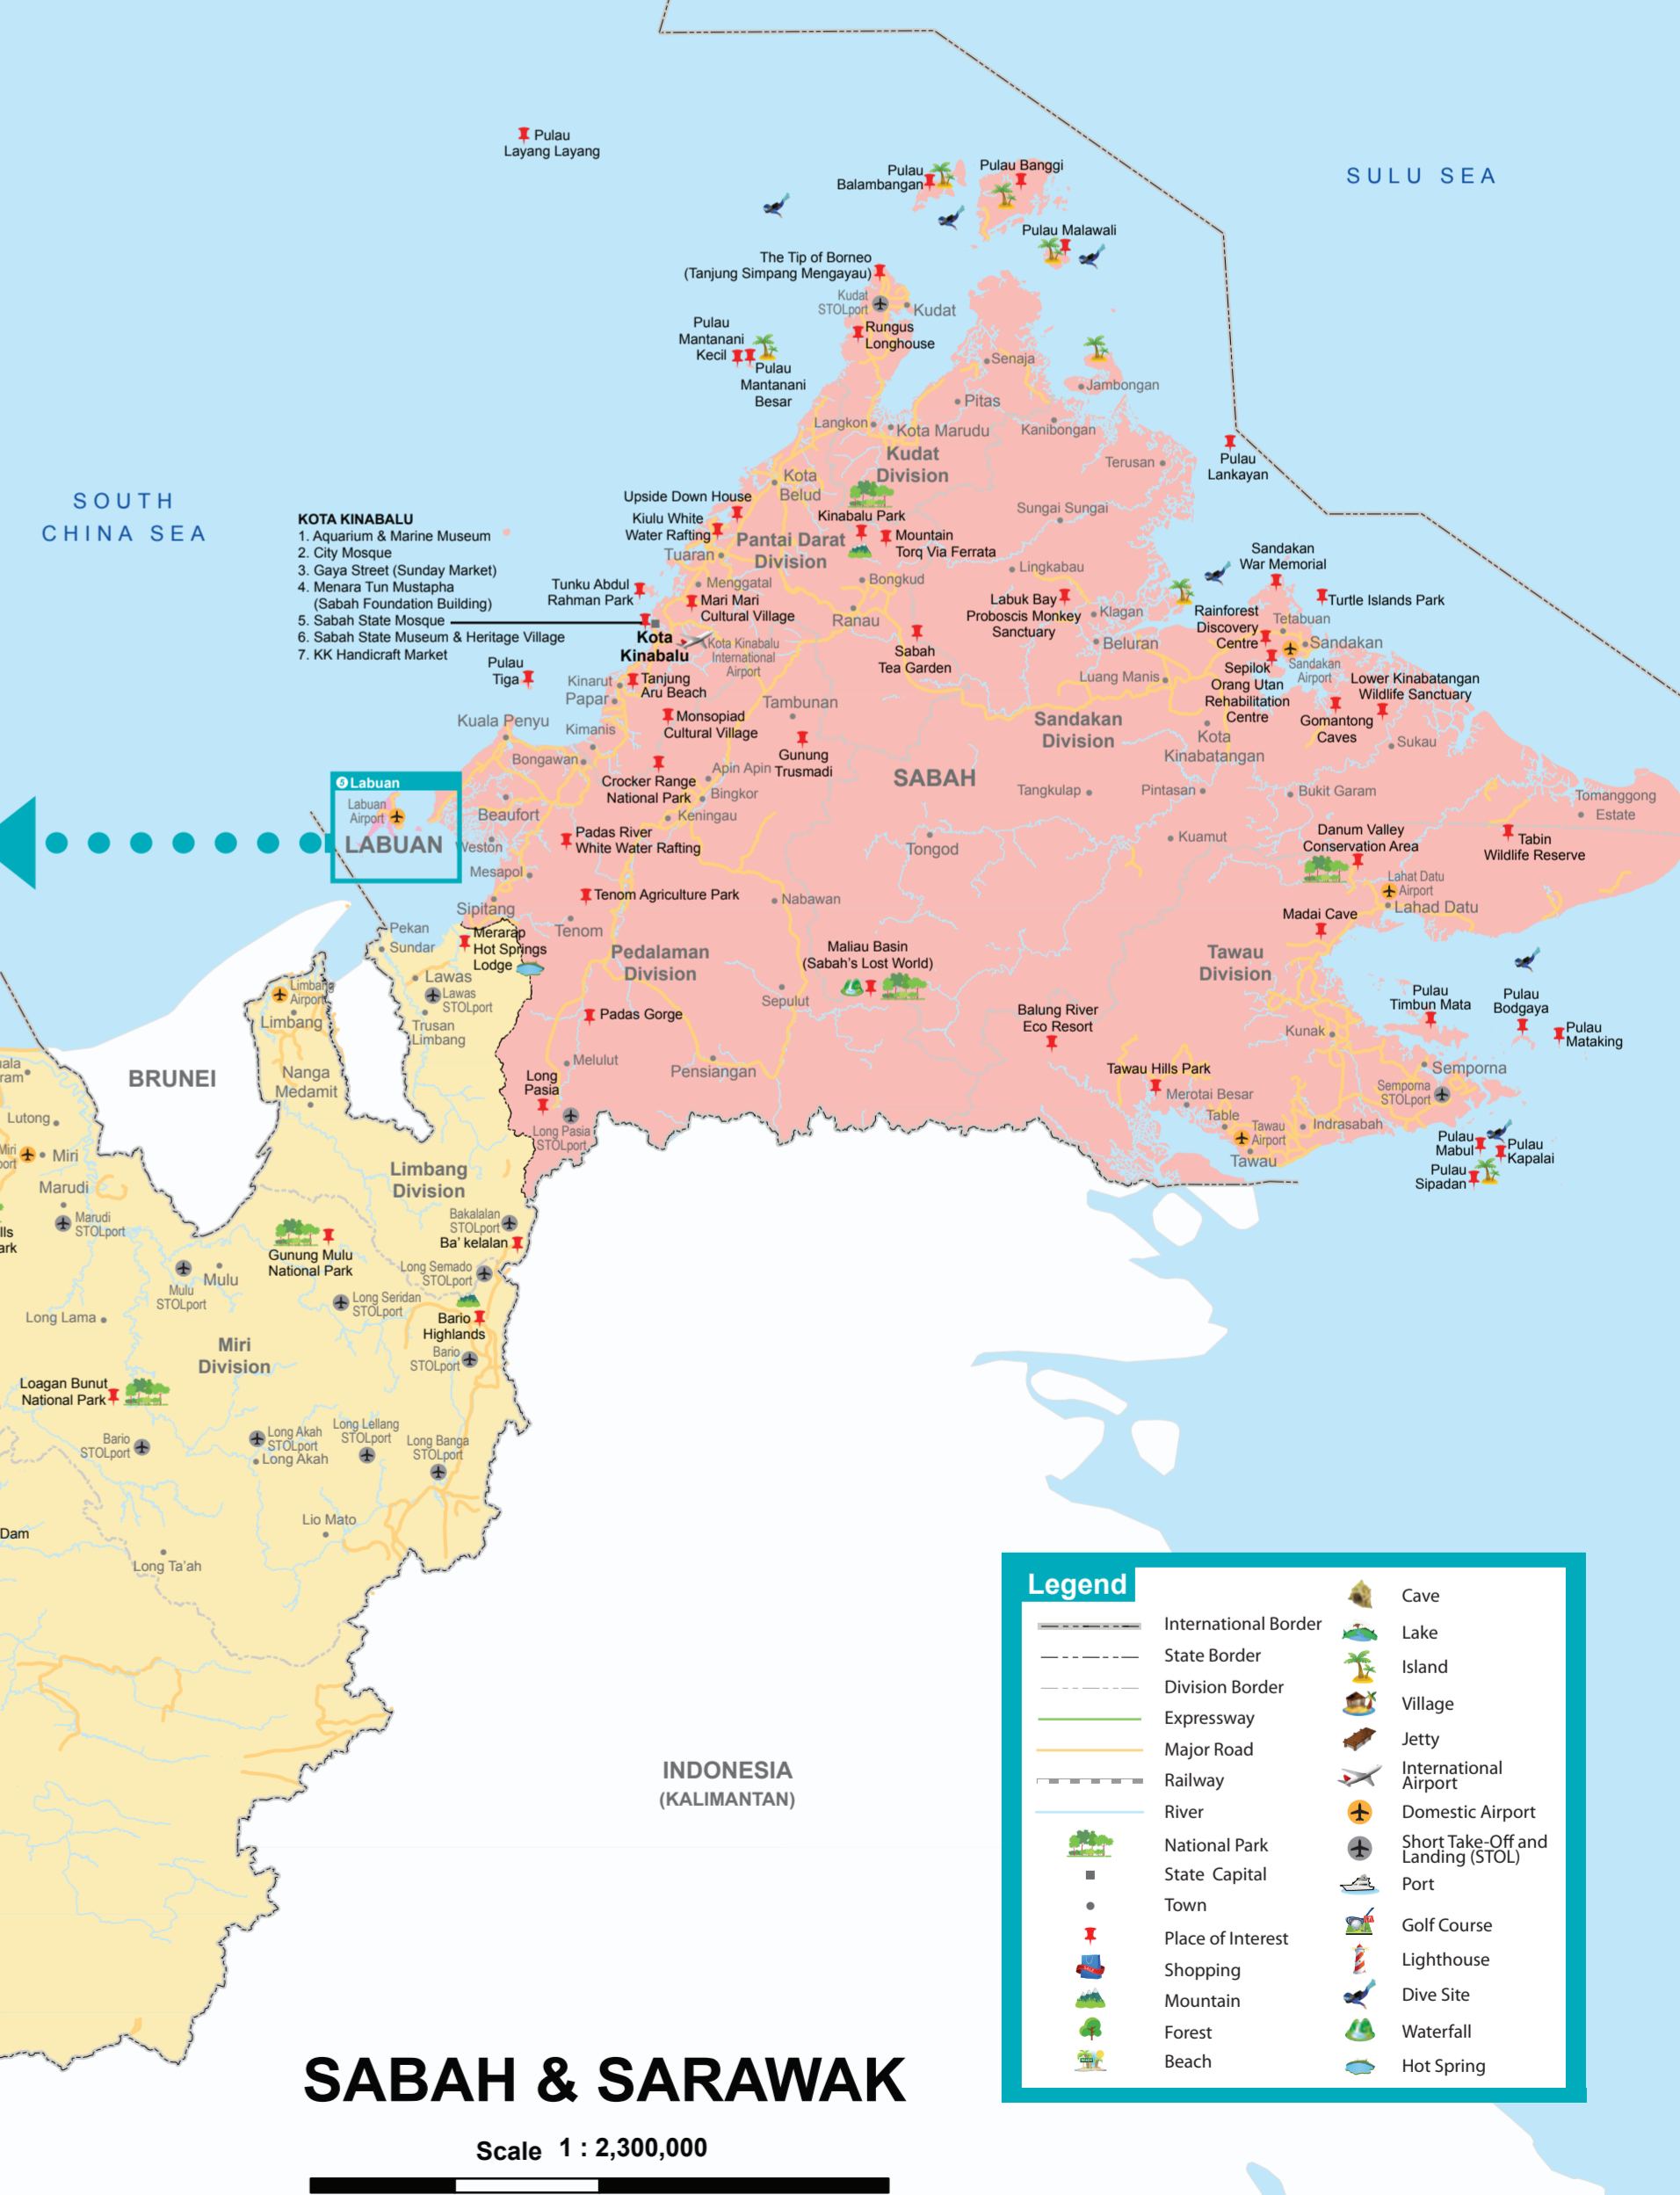 SULU SEA
Pulau
Layang Layang
Pulau
Balambangan
Pulau Banggi
Pulau Malawali
The Tip of Borneo
(Tanjung Simpang Mengayau)
Kudat
STOLport
Kudat
Rungus
Longhouse
Pulau
Mantanani
Kecil
Pulau
Mantanani
Besar
Senaja
Jambongan
Pitas
Langkon
Kota Marudu
Kanibongan
Kudat
Division
Terusan
Pulau
Lankayan
SOUTH
CHINA SEA
Kota
Belud
Upside Down House
Kiulu White
Water Rafting
Kinabalu Park
Sungai Sungai
Mountain
Torq Via Ferrata
Pantai Darat
Division
Tuaran
KOTA KINABALU
1. Aquarium & Marine Museum
2. City Mosque
3. Gaya Street (Sunday Market)
4. Menara Tun Mustapha
(Sabah Foundation Building)
5. Sabah State Mosque
6. Sabah State Museum & Heritage Village
7. KK Handicraft Market
Menggatal
Bongkud
Lingkabau
Sandakan
War Memorial
Tunku Abdul
Rahman Park
Mari Mari
Cultural Village
Ranau
Labuk Bay
Proboscis Monkey
Sanctuary
Klagan
Beluran
Turtle Islands Park
Rainforest
Discovery
Centre
Tetabuan
Sandakan
Sandakan
Airport
Kota
Kinabalu
Kota Kinabalu
International
Airport
Sabah
Tea Garden
Sepilok
Orang Utan
Rehabilitation
Centre
Lower Kinabatangan
Wildlife Sanctuary
Luang Manis
Gomantong
Caves
Pulau
Tiga
Kinarut
Papar
Tanjung
Aru Beach
Monsopiad
Cultural Village
Tambunan
Kuala Penyu
Kimanis
Gunung
Trusmadi
Sandakan
Division
Kota
Kinabatangan
Sukau
Bongawan
Crocker Range
National Park
Apin Apin
Bingkor
SABAH
Tangkulap
Pintasan
Bukit Garam
Tomanggong
Estate
5 Labuan
Labuan
Airport
LABUAN
Beaufort
Keningau
Weston
Padas River
White Water Rafting
Tongod
Kuamut
Danum Valley
Conservation Area
Tabin
Wildlife Reserve
Mesapol
Lahat Datu
Airport
Lahad Datu
Tenom Agriculture Park
Nabawan
Madai Cave
Sipitang
Tenom
Pekan
Sundar
Merarap
Hot Springs
Lodge
Pedalaman
Division
Maliau Basin
(Sabah's Lost World)
Tawau
Division
Lawas
Lawas
STOLport
Limbang
Airport
Limbang
Trusan
Limbang
Sepulut
Padas Gorge
Balung River
Eco Resort
Pulau
Timbun Mata
Pulau
Bodgaya
Pulau
Mataking
Kunak
BRUNEI
Nanga
Medamit
Melulut
Pensiangan
Long
Pasia
Long Pasia
STOLport
Tawau Hills Park
Merotai Besar
Table
Tawau
Airport
Tawau
Indrasabah
Semporna
Semporna
STOLport
Pulau
Mabul
Pulau
Kapalai
Pulau
Sipadan
ala
ram
Lutong
Miri
port
Miri
Marudi
Marudi
STOLport
lls
ark
Limbang
Division
Bakalalan
STOLport
Ba' kelalan
Gunung Mulu
National Park
Long Semado
STOLport
Mulu
Mulu
STOLport
Long Seridan
STOLport
Long Lama
Bario
Highlands
Miri
Division
Bario
STOLport
Loagan Bunut
National Park
Bario
STOLport
Long Akah
STOLport
Long Akah
Long Lellang
STOLport
Long Banga
STOLport
Lio Mato
Dam
Long Ta'ah
INDONESIA
(KALIMANTAN)
Legend
International Border
State Border
Division Border
Expressway
Major Road
Railway
River
National Park
State Capital
Town
Place of Interest
Shopping
Mountain
Forest
Beach
Cave
Lake
Island
Village
Jetty
International
Airport
Domestic Airport
Short Take-Off and
Landing (STOL)
Port
Golf Course
Lighthouse
Dive Site
Waterfall
Hot Spring
SABAH & SARAWAK
Scale 1 : 2,300,000